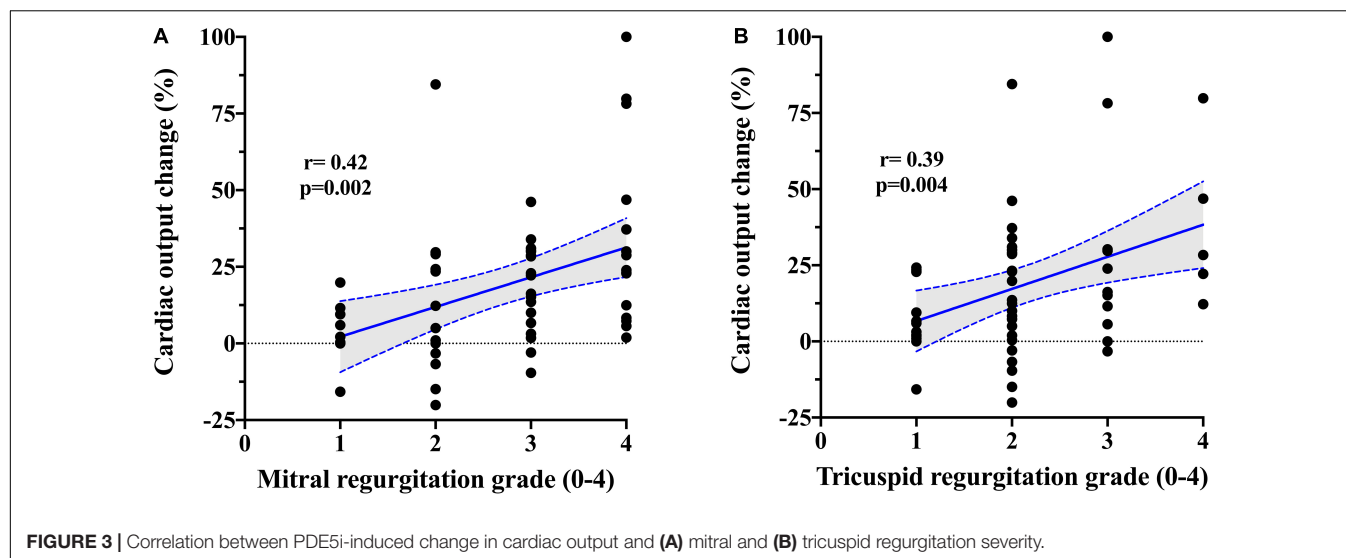 A
100
75
50
25
0
-25
0 1 2 3 4
Cardiac output change (%)
r= 0.42
p=0.002
Mitral regurgitation grade (0-4)
B
100
75
50
25
0
-25
0 1 2 3 4
Cardiac output change (%)
r= 0.39
p=0.004
Tricuspid regurgitation grade (0-4)
FIGURE 3 | Correlation between PDE5i-induced change in cardiac output and (A) mitral and (B) tricuspid regurgitation severity.